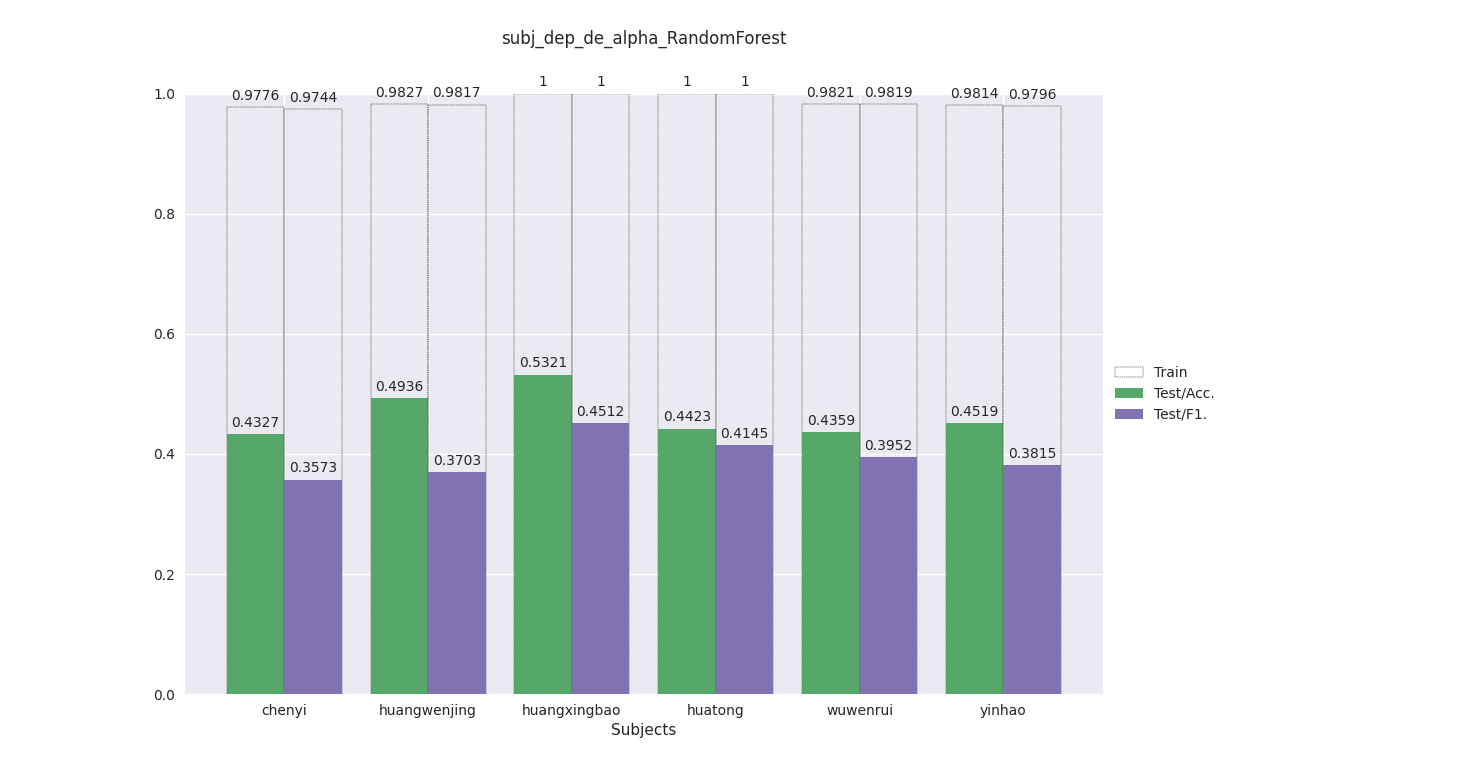 subj_dep_de_alpha_RandomForest
1 1 1 1
1.0 0.9776 0.9744 0.9827 0.9817 0.9821 0.9819 0.9814 0.9796
0.8
0.6
0.5321
0.4936
0.4327 0.4512 0.4423 0.4359 0.4519
0.4145
0.4 0.3573 0.3703 0.3952 0.3815
0.2
0.0
chenyi huangwenjing huangxingbao huatong wuwenrui yinhao
Subjects
Train
Test/Acc.
Test/F1.